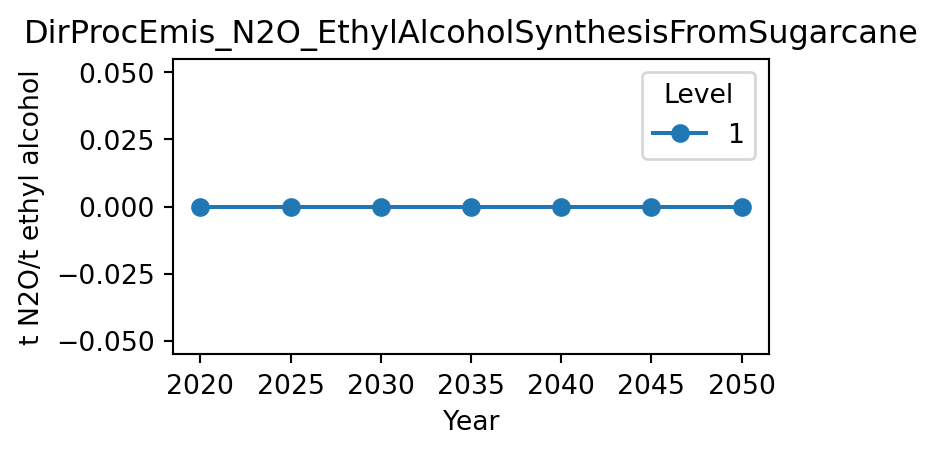 DirProcEmis_N2O_EthylAlcoholSynthesisFromSugarcane
t N2O/t ethyl alcohol
0.050
0.025
0.000
−0.025
−0.050
Level
1
2020 2025 2030 2035 2040 2045 2050
Year